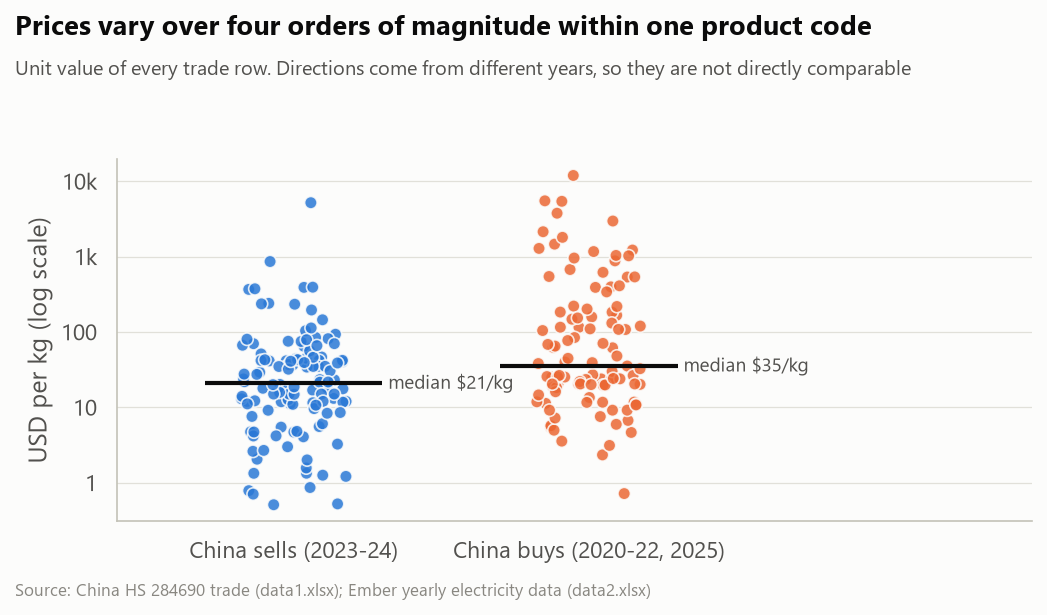 Prices vary over four orders of magnitude within one product code
Unit value of every trade row. Directions come from different years, so they are not directly comparable
USD per kg (log scale)
10k
1k
100
10
1
median $21/kg
median $35/kg
China sells (2023-24)
China buys (2020-22, 2025)
Source: China HS 284690 trade (data1.xlsx); Ember yearly electricity data (data2.xlsx)